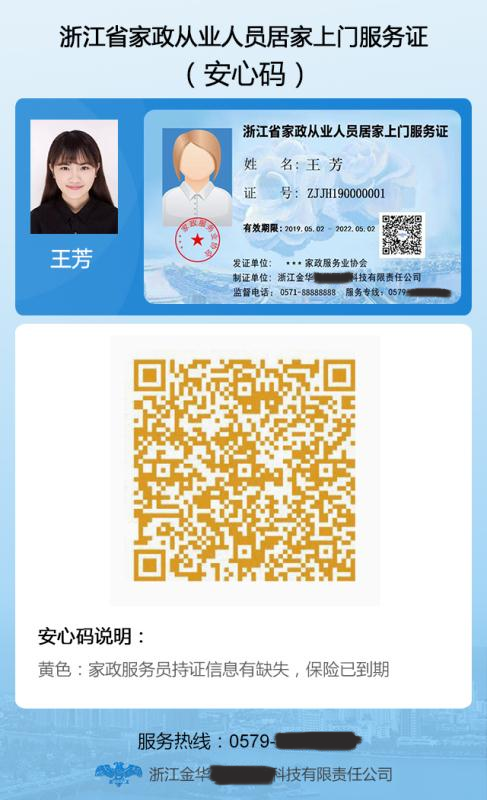 浙江省家政从业人员居家上门服务证
（安心码）
王芳
浙江省家政从业人员居家上门服务证
姓 名：王 芳
证 号：ZJJH190000001
有效期限：2019.05.02 - 2022.05.02
家政服务业协会
发证单位： *** 家政服务业协会
制证单位：浙江金华 科技有限责任公司
监督电话：0571-88888888 服务专线：0579-
安心码说明：
黄色：家政服务员持证信息有缺失，保险已到期
服务热线：0579-
浙江金华 科技有限责任公司